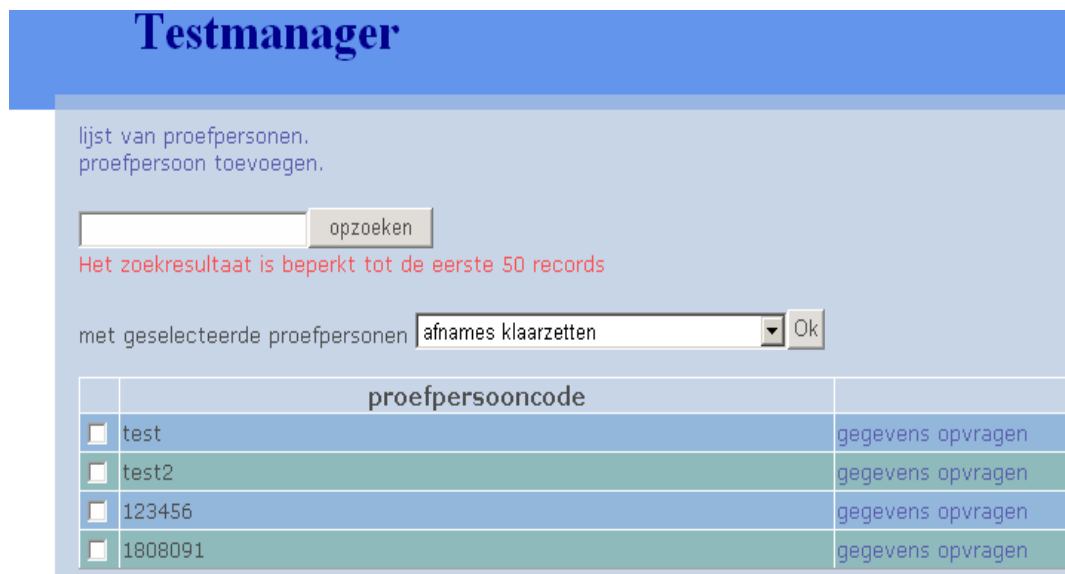 Testmanager
lijst van proefpersonen.
proefpersoon toevoegen.
opzoeken
Het zoekresultaat is beperkt tot de eerste 50 records
met geselecteerde proefpersonen afnames klaarzetten Ok
proefpersooncode
test gegevens opvragen
test2 gegevens opvragen
123456 gegevens opvragen
1808091 gegevens opvragen